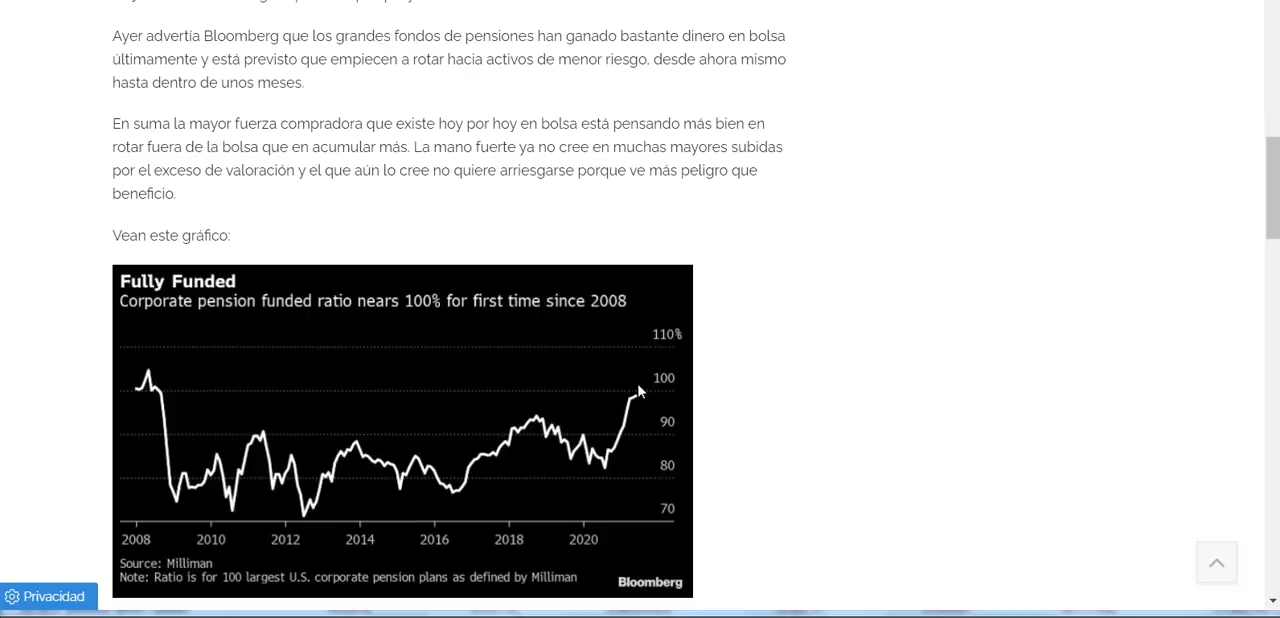 Ayer advertía Bloomberg que los grandes fondos de pensiones han ganado bastante dinero en bolsa
últimamente y está previsto que empiecen a rotar hacia activos de menor riesgo, desde ahora mismo
hasta dentro de unos meses.
En suma la mayor fuerza compradora que existe hoy por hoy en bolsa está pensando más bien en
rotar fuera de la bolsa que en acumular más. La mano fuerte ya no cree en muchas mayores subidas
por el exceso de valoración y el que aún lo cree no quiere arriesgarse porque ve más peligro que
beneficio.
Vean este gráfico:
Fully Funded
Corporate pension funded ratio nears 100% for first time since 2008
110%
100
90
80
70
2008 2010 2012 2014 2016 2018 2020
Source: Milliman
Note: Ratio is for 100 largest U.S. corporate pension plans as defined by Milliman
Bloomberg
Privacidad